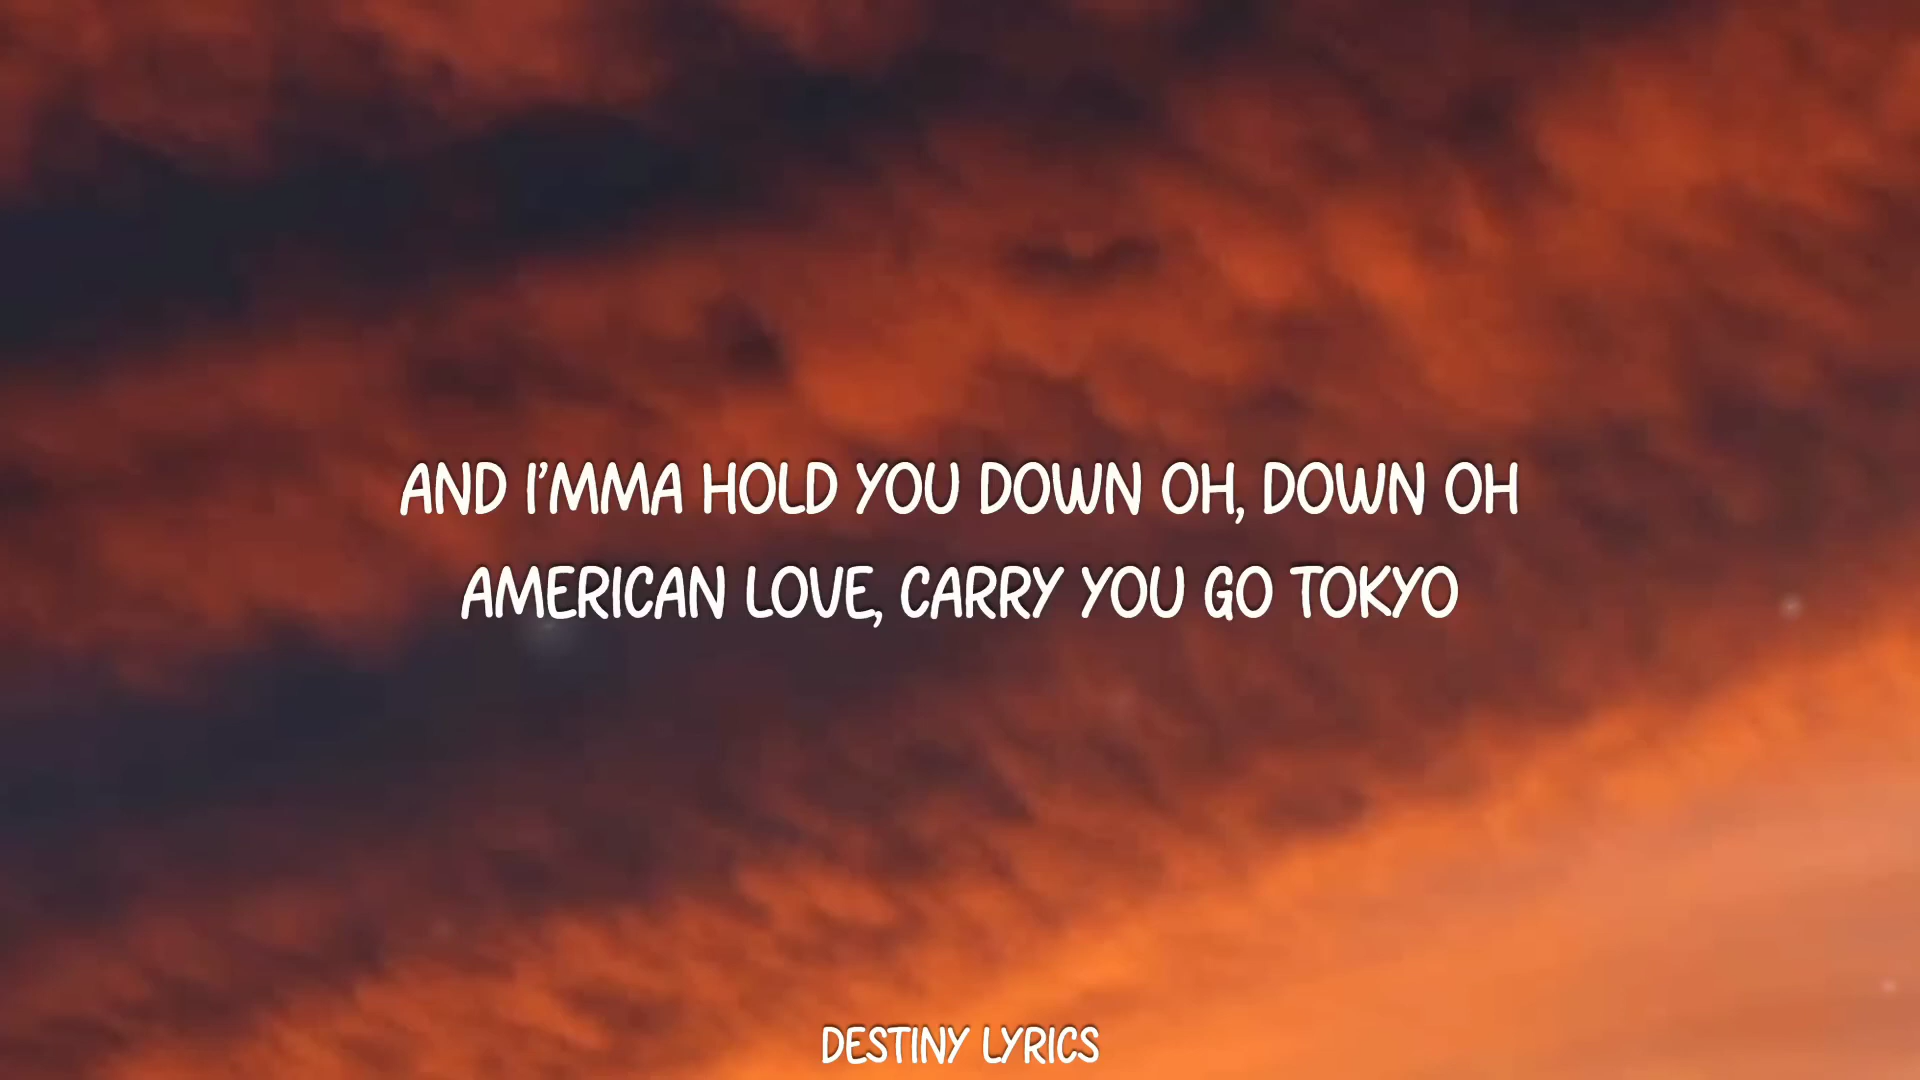 AND I'MMA HOLD YOU DOWN OH, DOWN OH
AMERICAN LOVE, CARRY YOU GO TOKYO
DESTINY LYRICS